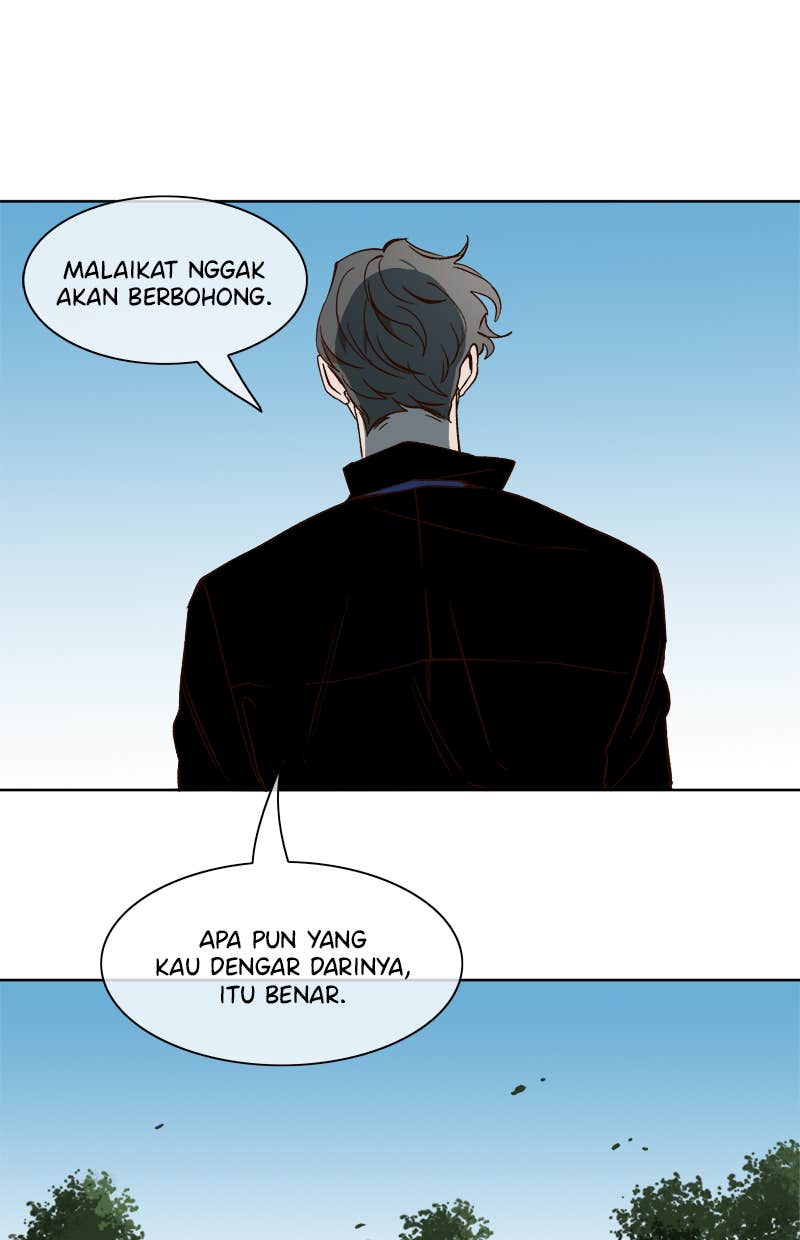 MALAIKAT NGGAK
AKAN BERBOHONG.
APA PUN YANG
KAU DENGAR DARINYA,
ITU BENAR.